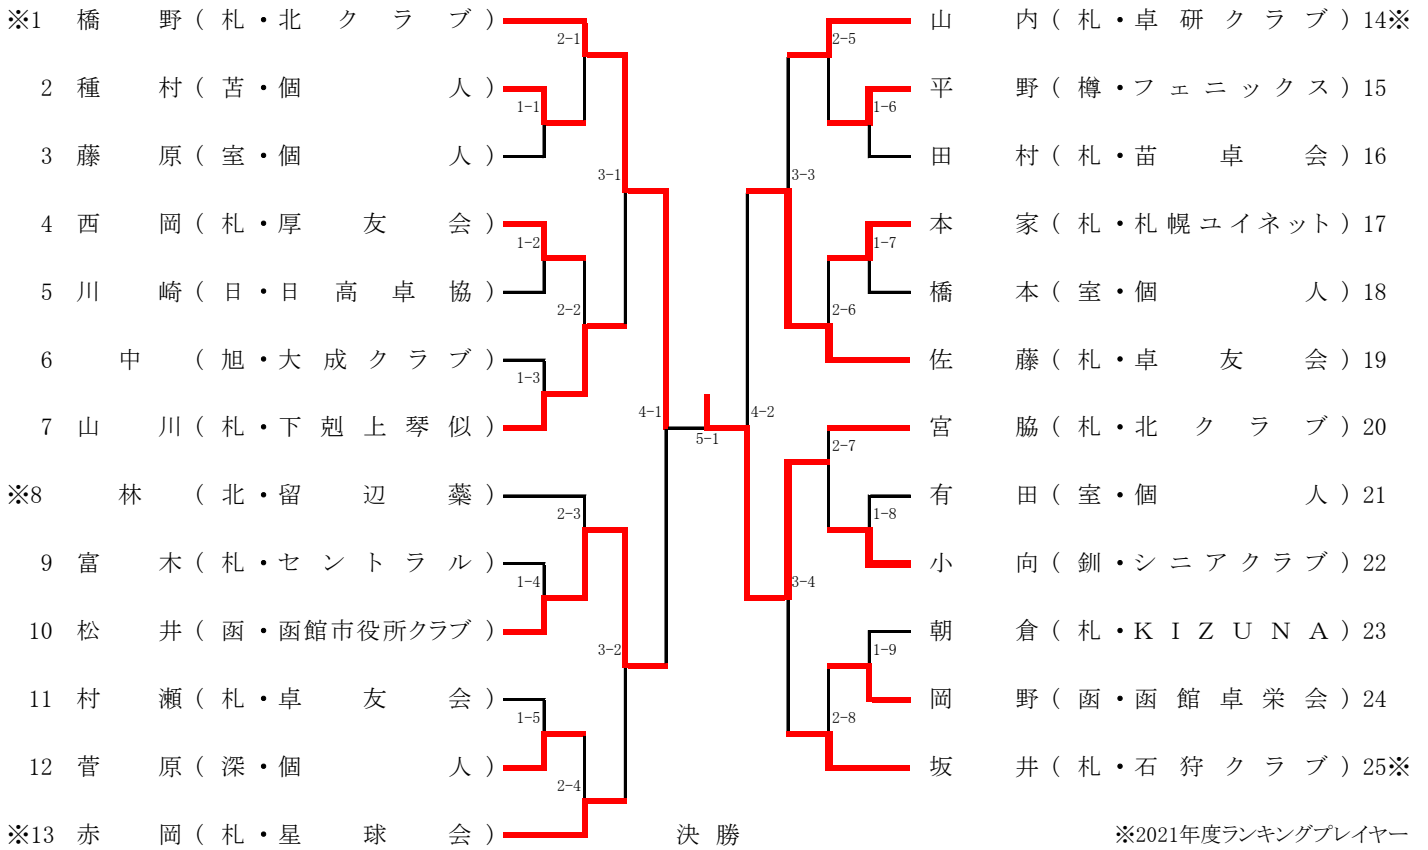 ※1 橋野(札・北クラブ)
2 種村(苫・個人)
3 藤原(室・個人)
4 西岡(札・厚友会)
5 川崎(日・日高卓協)
6 中(旭・大成クラブ)
7 山川(札・下剋上琴似)
※8 林(北・留辺蘂)
9 富木(札・セントラル)
10 松井(函・函館市役所クラブ)
11 村瀬(札・卓友会)
12 菅原(深・個人)
※13 赤岡(札・星球会)
2-1
1-1
3-1
1-2
2-2
1-3
4-1
2-3
1-4
3-2
1-5
2-4
5-1
決勝
2-5
1-6
3-3
1-7
2-6
4-2
2-7
1-8
3-4
1-9
2-8
山内(札・卓研クラブ)14※
平野(樽・フェニックス)15
田村(札・苗卓会)16
本家(札・札幌ユイネット)17
橋本(室・個人)18
佐藤(札・卓友会)19
宮脇(札・北クラブ)20
有田(室・個人)21
小向(釧・シニアクラブ)22
朝倉(札・KIZUNA)23
岡野(函・函館卓栄会)24
坂井(札・石狩クラブ)25※
※2021年度ランキングプレイヤー